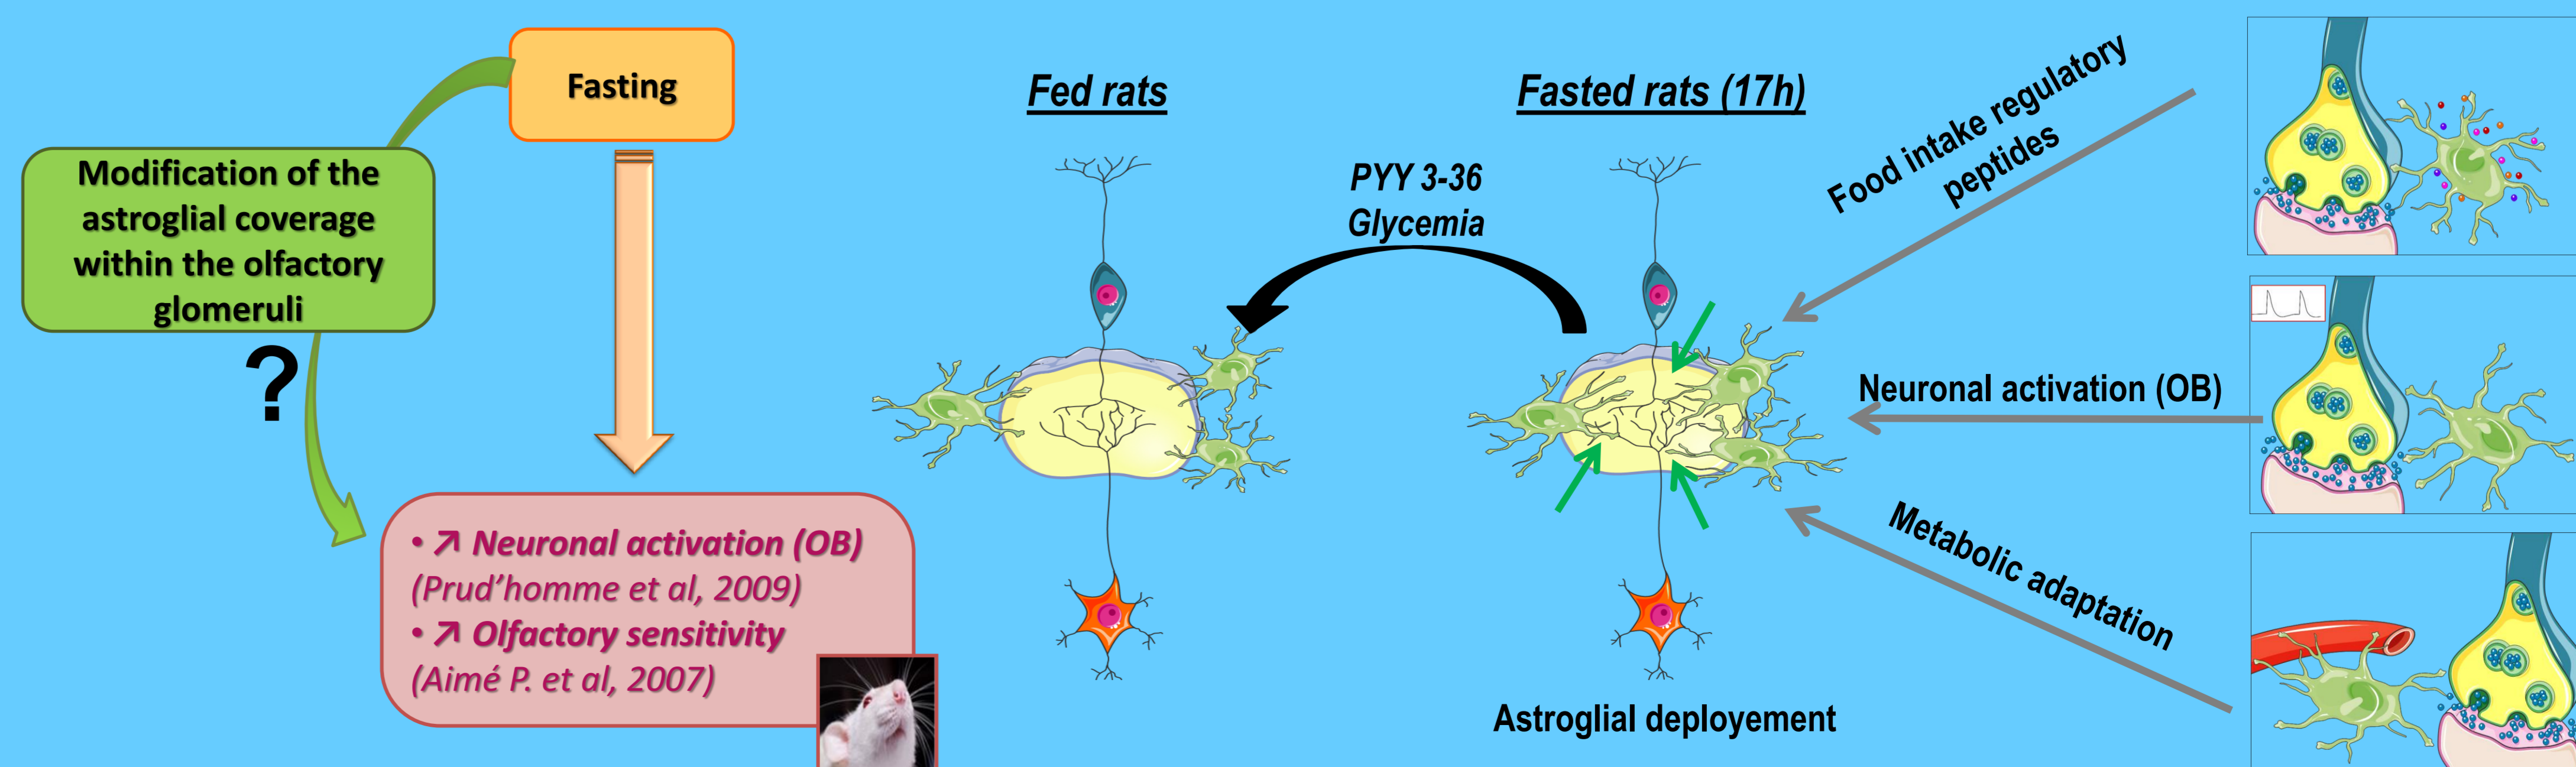 Fasting
Modification of the
astroglial coverage
within the olfactory
glomeruli
?
• ↗ Neuronal activation (OB)
(Prud’homme et al, 2009)
• ↗ Olfactory sensitivity
(Aimé P. et al, 2007)
Fed rats
Fasted rats (17h)
PYY 3-36
Glycemia
Astroglial deployement
Food intake regulatory
peptides
Neuronal activation (OB)
Metabolic adaptation